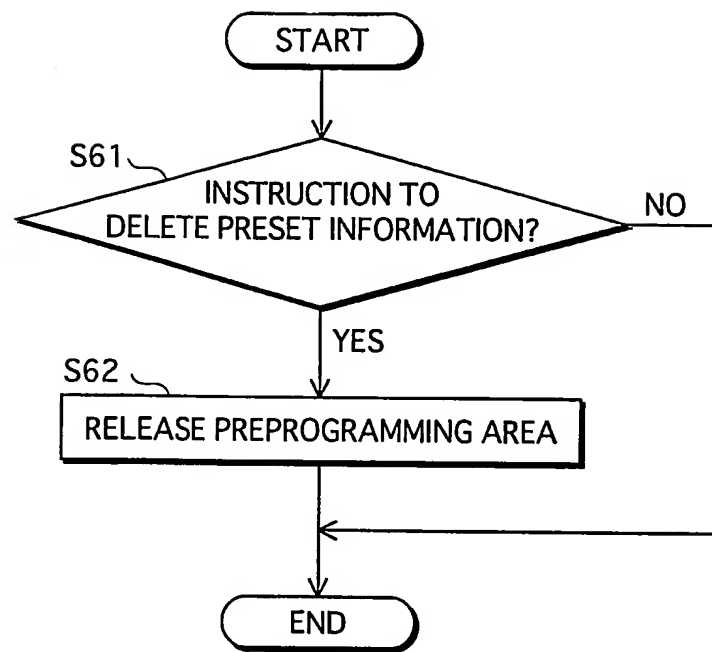 START
S61
INSTRUCTION TO
DELETE PRESET INFORMATION?
NO
YES
S62
RELEASE PREPROGRAMMING AREA
END